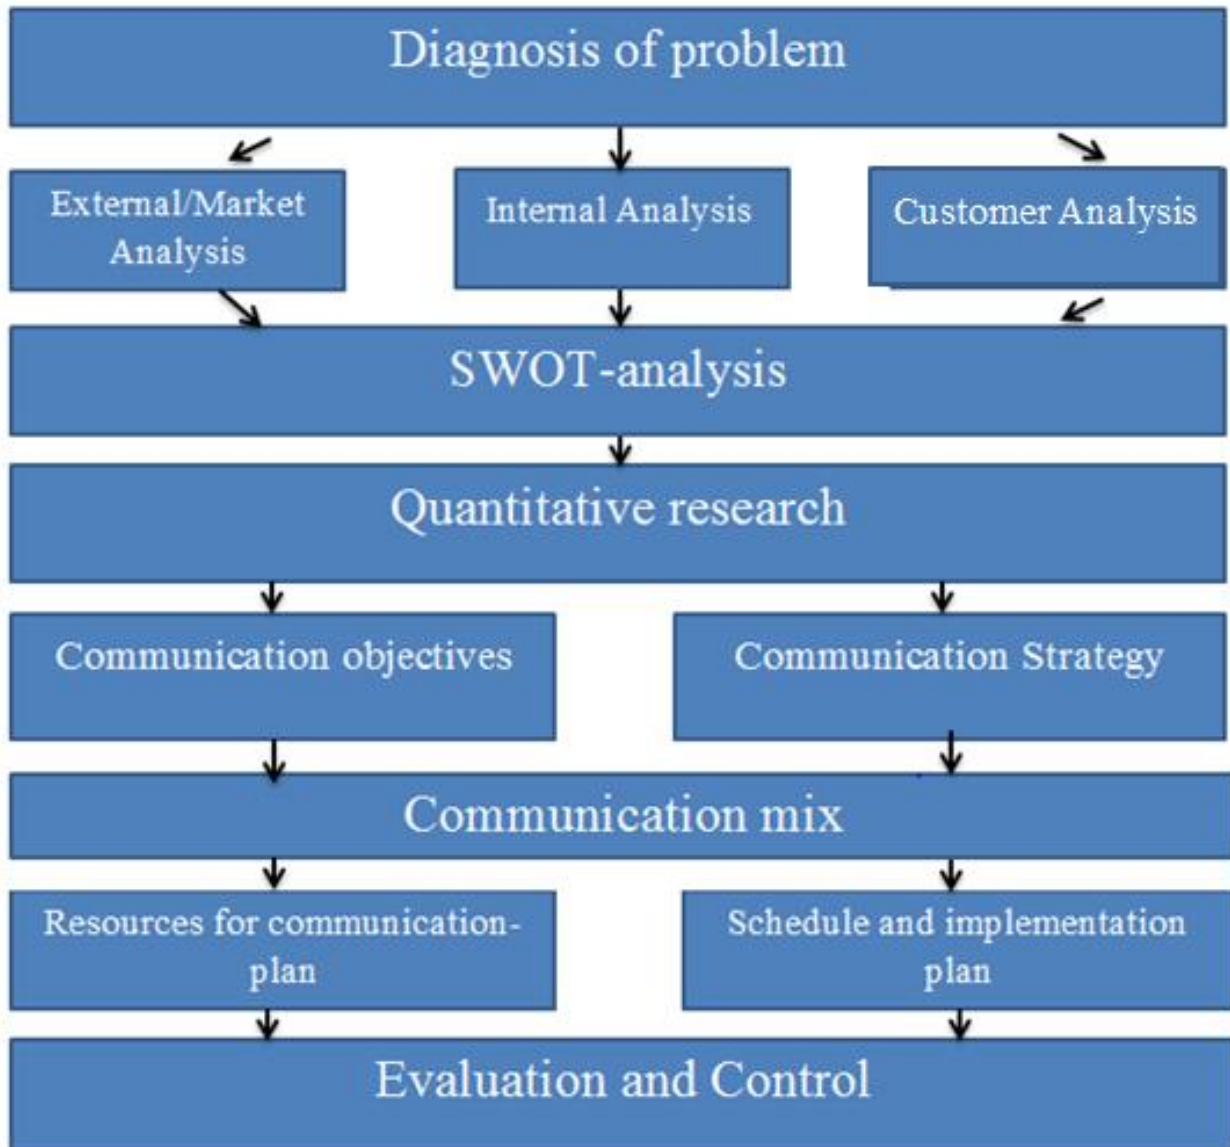 Diagnosis of problem
External/Market
Analysis
Internal Analysis
Customer Analysis
SWOT-analysis
Quantitative research
Communication objectives
Communication Strategy
Communication mix
Resources for communication-
plan
Schedule and implementation
plan
Evaluation and Control